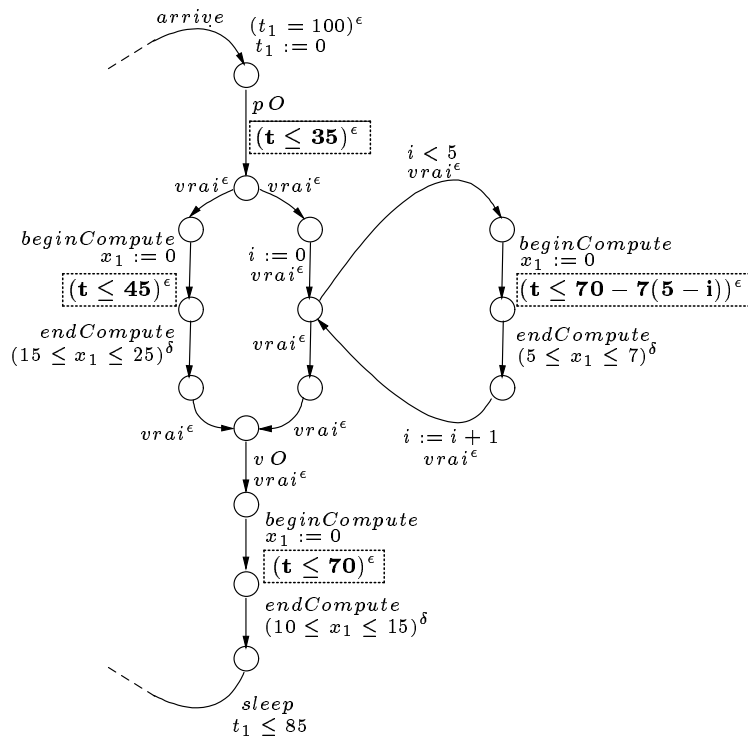 arrive
(t₁ = 100)^ϵ
t₁ := 0
p O
(t ≤ 35)^ϵ
vrai^ϵ
vrai^ϵ
i < 5
vrai^ϵ
beginCompute
x₁ := 0
(t ≤ 45)^ϵ
i := 0
vrai^ϵ
beginCompute
x₁ := 0
(t ≤ 70 − 7(5 − i))^ϵ
endCompute
(15 ≤ x₁ ≤ 25)^δ
vrai^ϵ
endCompute
(5 ≤ x₁ ≤ 7)^δ
vrai^ϵ
vrai^ϵ
i := i + 1
vrai^ϵ
v O
vrai^ϵ
beginCompute
x₁ := 0
(t ≤ 70)^ϵ
endCompute
(10 ≤ x₁ ≤ 15)^δ
sleep
t₁ ≤ 85